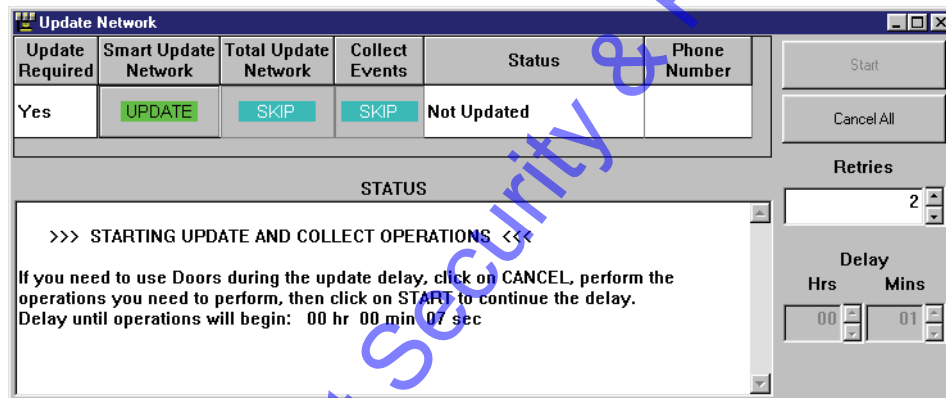 Update Network
Update Required
Smart Update Network
Total Update Network
Collect Events
Status
Phone Number
Start
Yes
UPDATE
SKIP
SKIP
Not Updated
Cancel All
Retries
2
STATUS
>>> STARTING UPDATE AND COLLECT OPERATIONS <<<
If you need to use Doors during the update delay, click on CANCEL, perform the
operations you need to perform, then click on START to continue the delay.
Delay until operations will begin: 00 hr 00 min 07 sec
Delay
Hrs Mins
00 01
Security &